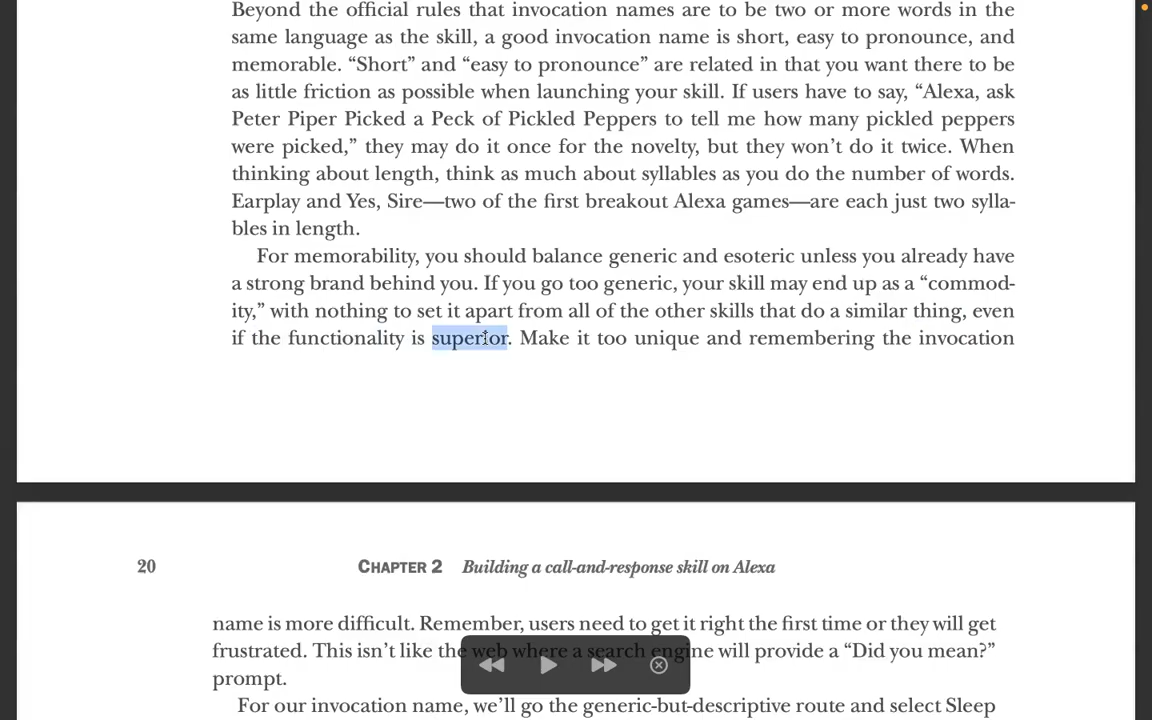 Beyond the official rules that invocation names are to be two or more words in the
same language as the skill, a good invocation name is short, easy to pronounce, and
memorable. “Short” and “easy to pronounce” are related in that you want there to be
as little friction as possible when launching your skill. If users have to say, “Alexa, ask
Peter Piper Picked a Peck of Pickled Peppers to tell me how many pickled peppers
were picked,” they may do it once for the novelty, but they won’t do it twice. When
thinking about length, think as much about syllables as you do the number of words.
Earplay and Yes, Sire—two of the first breakout Alexa games—are each just two sylla-
bles in length.
For memorability, you should balance generic and esoteric unless you already have
a strong brand behind you. If you go too generic, your skill may end up as a “commod-
ity,” with nothing to set it apart from all of the other skills that do a similar thing, even
if the functionality is superior. Make it too unique and remembering the invocation
20 CHAPTER 2 Building a call-and-response skill on Alexa
name is more difficult. Remember, users need to get it right the first time or they will get
frustrated. This isn’t like the web where a search engine will provide a “Did you mean?”
prompt.
For our invocation name, we’ll go the generic-but-descriptive route and select Sleep